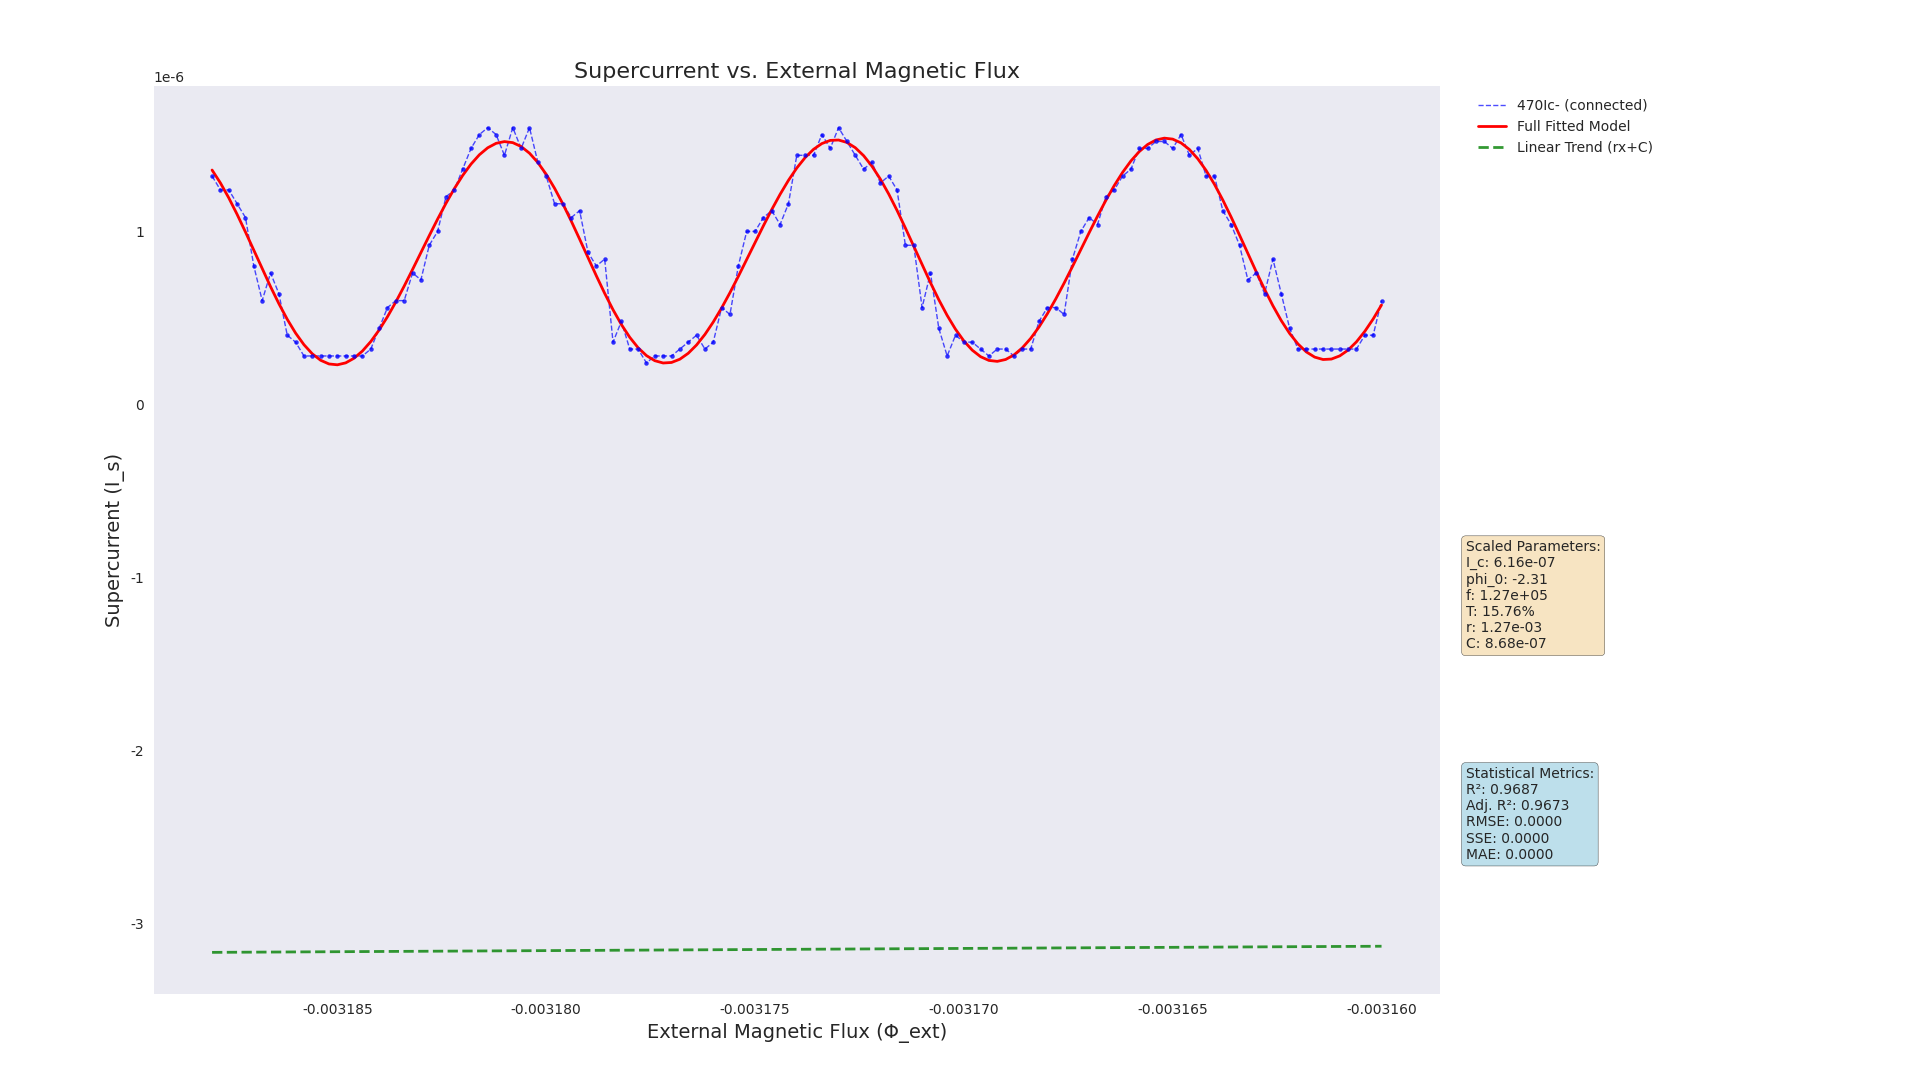 Supercurrent vs. External Magnetic Flux
1e-6
1
0
-1
-2
-3
Supercurrent (I_s)
-0.003185
-0.003180
-0.003175
-0.003170
-0.003165
-0.003160
External Magnetic Flux (Φ_ext)
470Ic- (connected)
Full Fitted Model
Linear Trend (rx+C)
Scaled Parameters:
I_c: 6.16e-07
phi_0: -2.31
f: 1.27e+05
T: 15.76%
r: 1.27e-03
C: 8.68e-07
Statistical Metrics:
R²: 0.9687
Adj. R²: 0.9673
RMSE: 0.0000
SSE: 0.0000
MAE: 0.0000